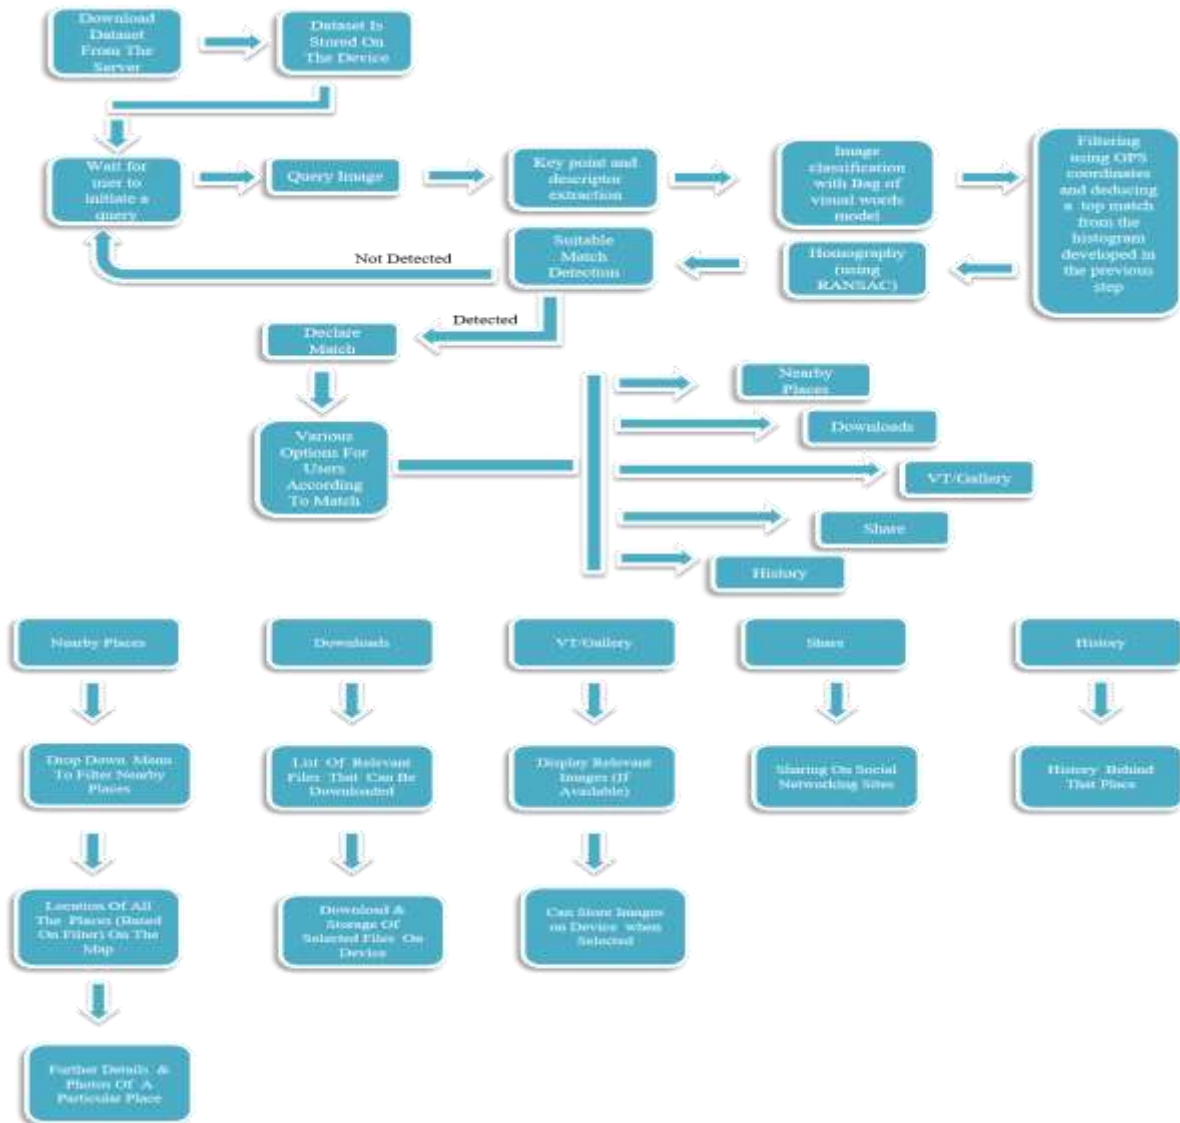 Download
Dataset
From The
Server
Dataset Is
Stored On
The Device
Wait for
user to
initiate a
query
Query Image
Key point and
descriptor
extraction
Image
classification
with Bag of
visual words
model
Filtering
using GPS
coordinates
and deducing
a top match
from the
histogram
developed in
the previous
step
Homography
(using
RANSAC)
Suitable
Match
Detection
Not Detected
Detected
Declare
Match
Various
Options For
Users
According
To Match
Nearby
Places
Downloads
VT/Gallery
Share
History
Nearby Places
Downloads
VT/Gallery
Share
History
Drop Down Menu
To Filter Nearby
Places
List Of Relevant
Files That Can Be
Downloaded
Display Relevant
Images (If
Available)
Sharing On Social
Networking Sites
History Behind
That Place
Location Of All
The Places (Based
On Filter) On The
Map
Download &
Storage Of
Selected Files On
Device
Can Store Images
on Device when
Selected
Further Details &
Photos Of A
Particular Place